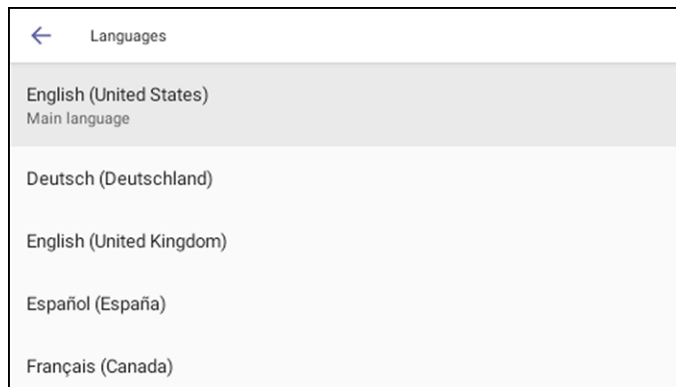 Languages
English (United States)
Main language
Deutsch (Deutschland)
English (United Kingdom)
Español (España)
Français (Canada)